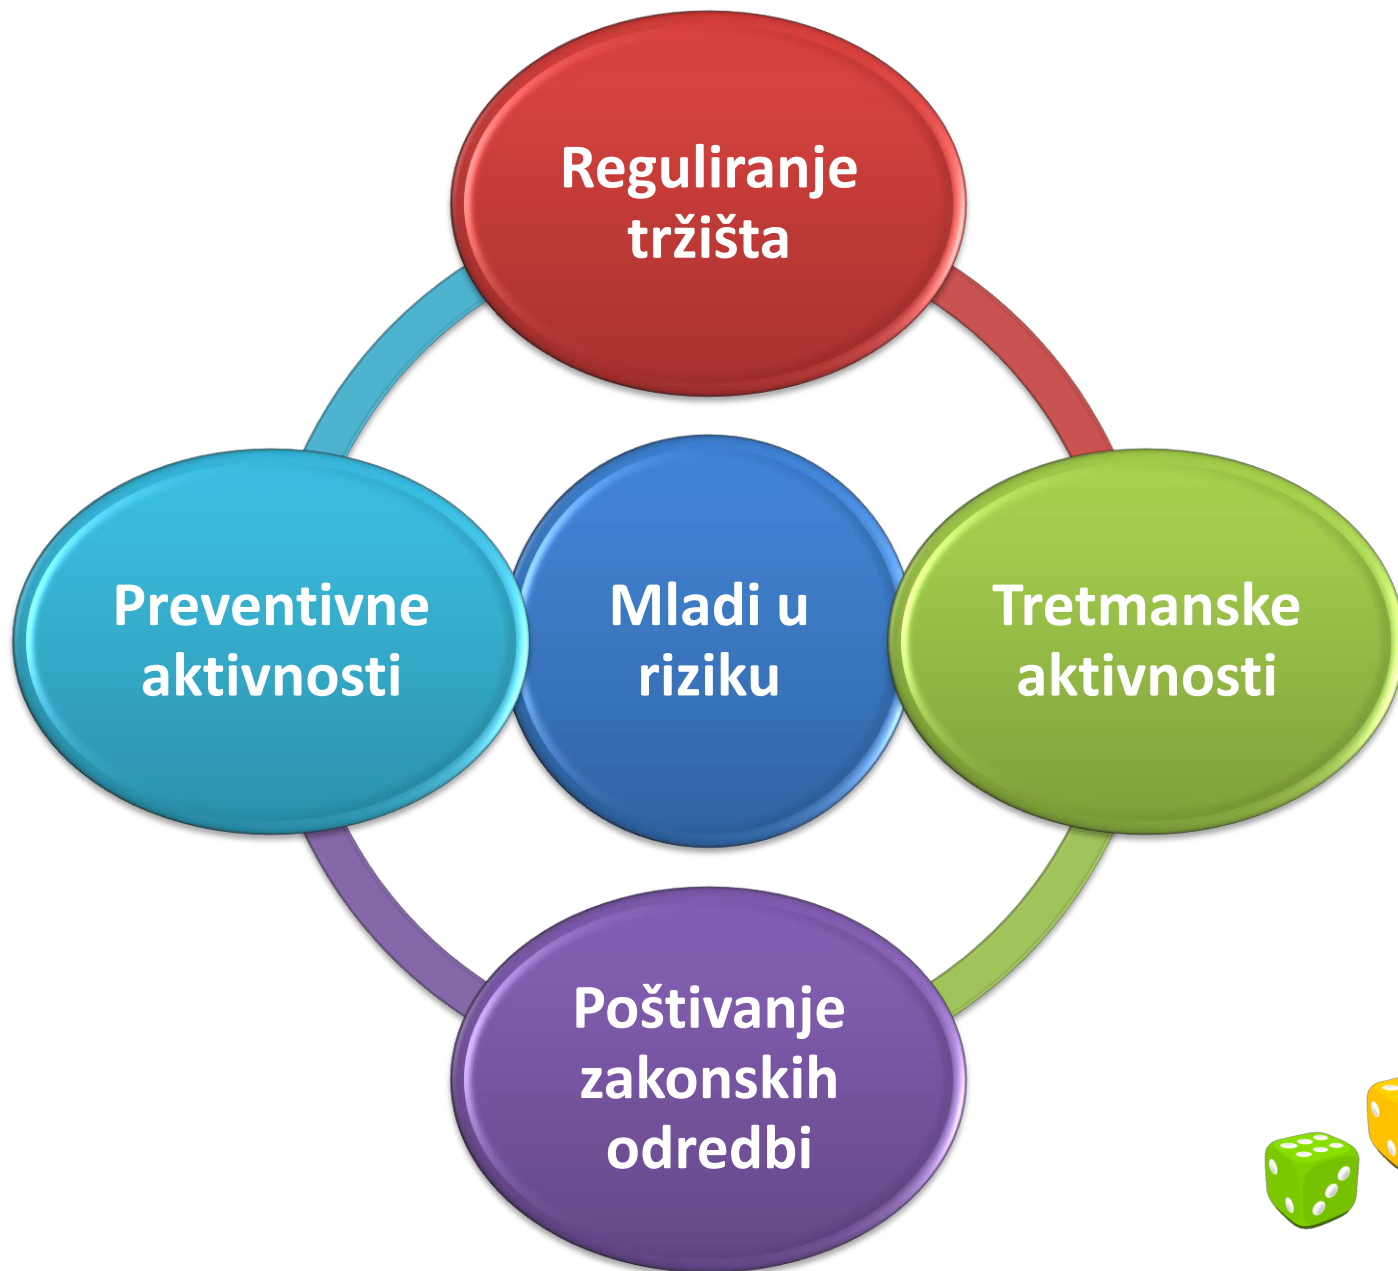 Reguliranje
tržišta
Preventivne
aktivnosti
Mladi u
riziku
Tretmanske
aktivnosti
Poštivanje
zakonskih
odredbi